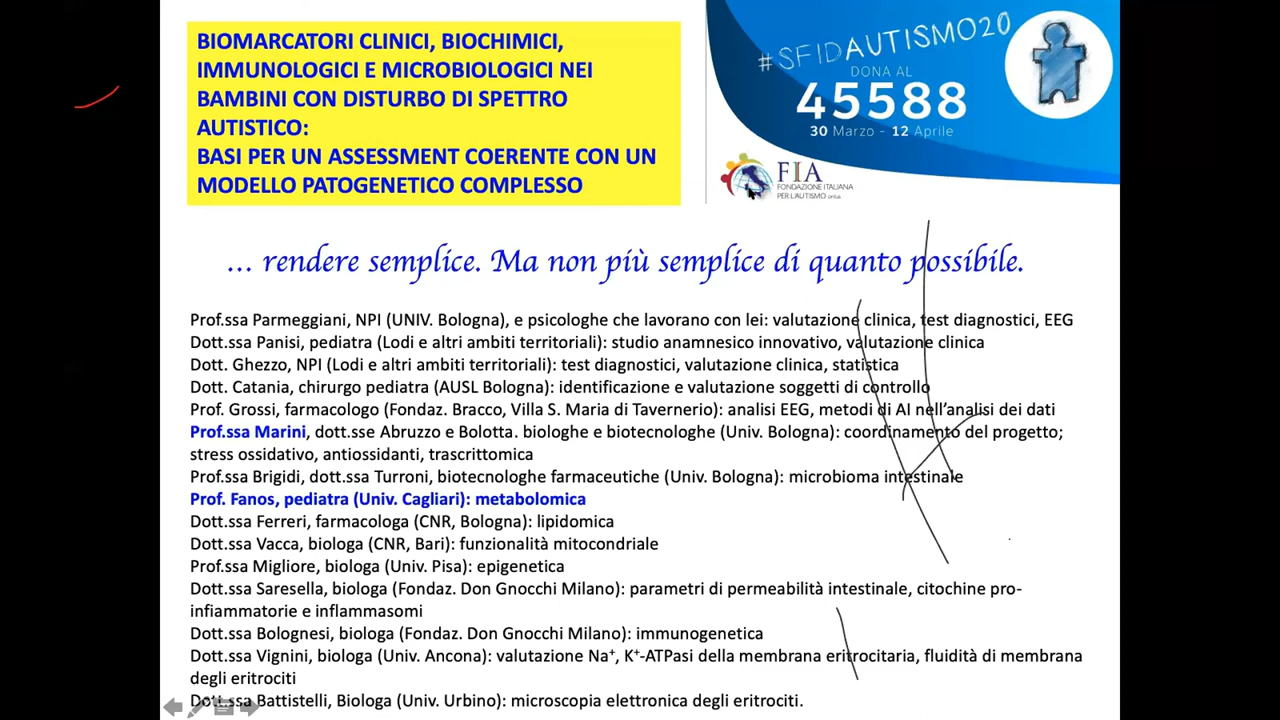 BIOMARCATORI CLINICI, BIOCHIMICI,
IMMUNOLOGICI E MICROBIOLOGICI NEI
BAMBINI CON DISTURBO DI SPETTRO
AUTISTICO:
BASI PER UN ASSESSMENT COERENTE CON UN
MODELLO PATOGENETICO COMPLESSO
#SFIDAUTISMO20
DONA AL
45588
30 Marzo - 12 Aprile
FIA
FONDAZIONE ITALIANA
PER L'AUTISMO onlus
... rendere semplice. Ma non più semplice di quanto possibile.
Prof.ssa Parmeggiani, NPI (UNIV. Bologna), e psicologhe che lavorano con lei: valutazione clinica, test diagnostici, EEG
Dott.ssa Panisi, pediatra (Lodi e altri ambiti territoriali): studio anamnesico innovativo, valutazione clinica
Dott. Ghezzo, NPI (Lodi e altri ambiti territoriali): test diagnostici, valutazione clinica, statistica
Dott. Catania, chirurgo pediatra (AUSL Bologna): identificazione e valutazione soggetti di controllo
Prof. Grossi, farmacologo (Fondaz. Bracco, Villa S. Maria di Tavernerio): analisi EEG, metodi di AI nell'analisi dei dati
Prof.ssa Marini, dott.sse Abruzzo e Bolotta. biologhe e biotecnologhe (Univ. Bologna): coordinamento del progetto;
stress ossidativo, antiossidanti, trascrittomica
Prof.ssa Brigidi, dott.ssa Turroni, biotecnologhe farmaceutiche (Univ. Bologna): microbioma intestinale
Prof. Fanos, pediatra (Univ. Cagliari): metabolomica
Dott.ssa Ferreri, farmacologa (CNR, Bologna): lipidomica
Dott.ssa Vacca, biologa (CNR, Bari): funzionalità mitocondriale
Prof.ssa Migliore, biologa (Univ. Pisa): epigenetica
Dott.ssa Saresella, biologa (Fondaz. Don Gnocchi Milano): parametri di permeabilità intestinale, citochine pro-
infiammatorie e inflammasomi
Dott.ssa Bolognesi, biologa (Fondaz. Don Gnocchi Milano): immunogenetica
Dott.ssa Vignini, biologa (Univ. Ancona): valutazione Na⁺, K⁺-ATPasi della membrana eritrocitaria, fluidità di membrana
degli eritrociti
Dott.ssa Battistelli, Biologa (Univ. Urbino): microscopia elettronica degli eritrociti.